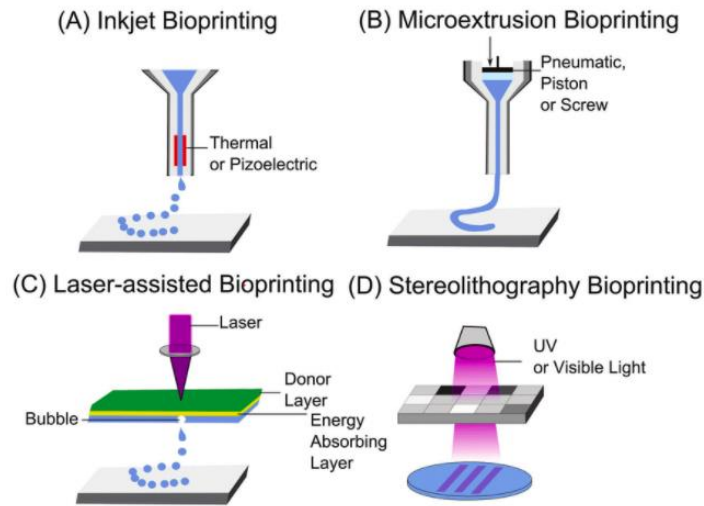 (A) Inkjet Bioprinting
Thermal
or Pizoelectric
(B) Microextrusion Bioprinting
Pneumatic,
Piston
or Screw
(C) Laser-assisted Bioprinting
Laser
Donor
Layer
Bubble
Energy
Absorbing
Layer
(D) Stereolithography Bioprinting
UV
or Visible Light